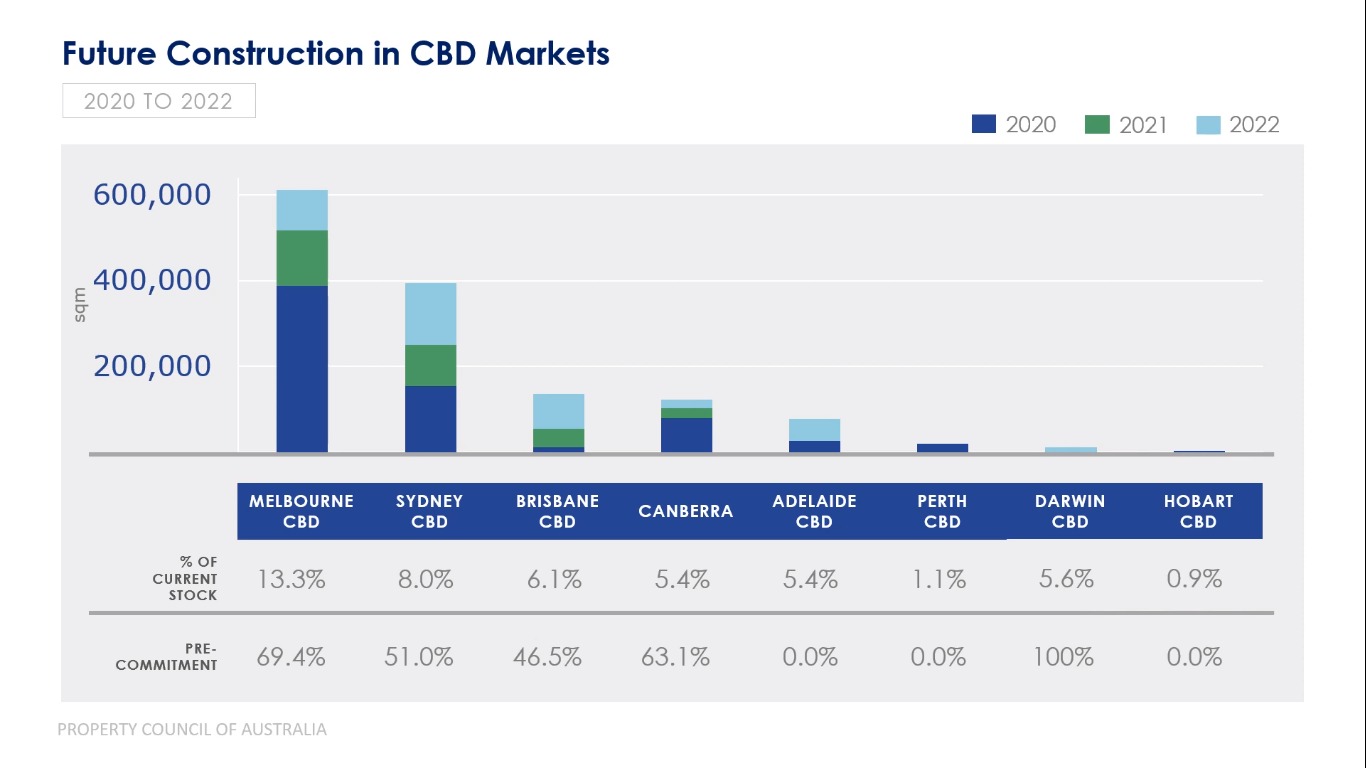 Future Construction in CBD Markets
2020 TO 2022
2020 2021 2022
600,000
400,000
200,000
sqm
MELBOURNE CBD
SYDNEY CBD
BRISBANE CBD
CANBERRA
ADELAIDE CBD
PERTH CBD
DARWIN CBD
HOBART CBD
% OF CURRENT STOCK
13.3% 8.0% 6.1% 5.4% 5.4% 1.1% 5.6% 0.9%
PRE-COMMITMENT
69.4% 51.0% 46.5% 63.1% 0.0% 0.0% 100% 0.0%
PROPERTY COUNCIL OF AUSTRALIA